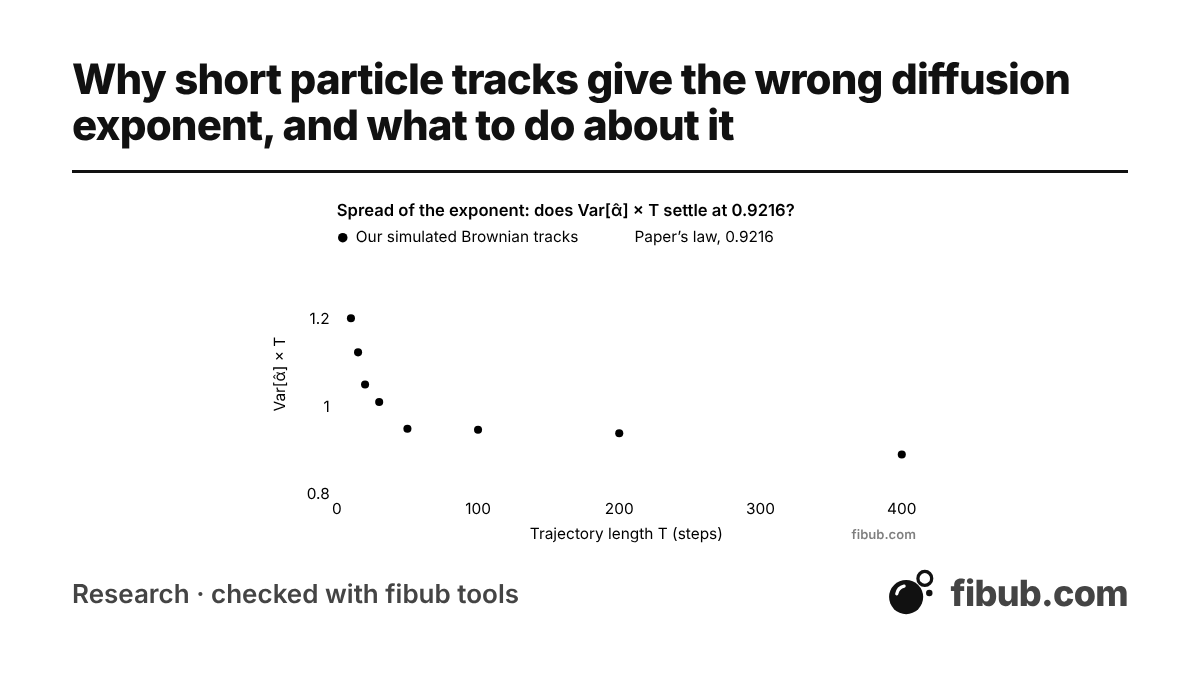 Why short particle tracks give the wrong diffusion
exponent, and what to do about it
Spread of the exponent: does Var[α̂] × T settle at 0.9216?
Our simulated Brownian tracks
Paper’s law, 0.9216
1.2
1
0.8
Var[α̂] × T
0
100
200
300
400
Trajectory length T (steps)
fibub.com
Research · checked with fibub tools
fibub.com